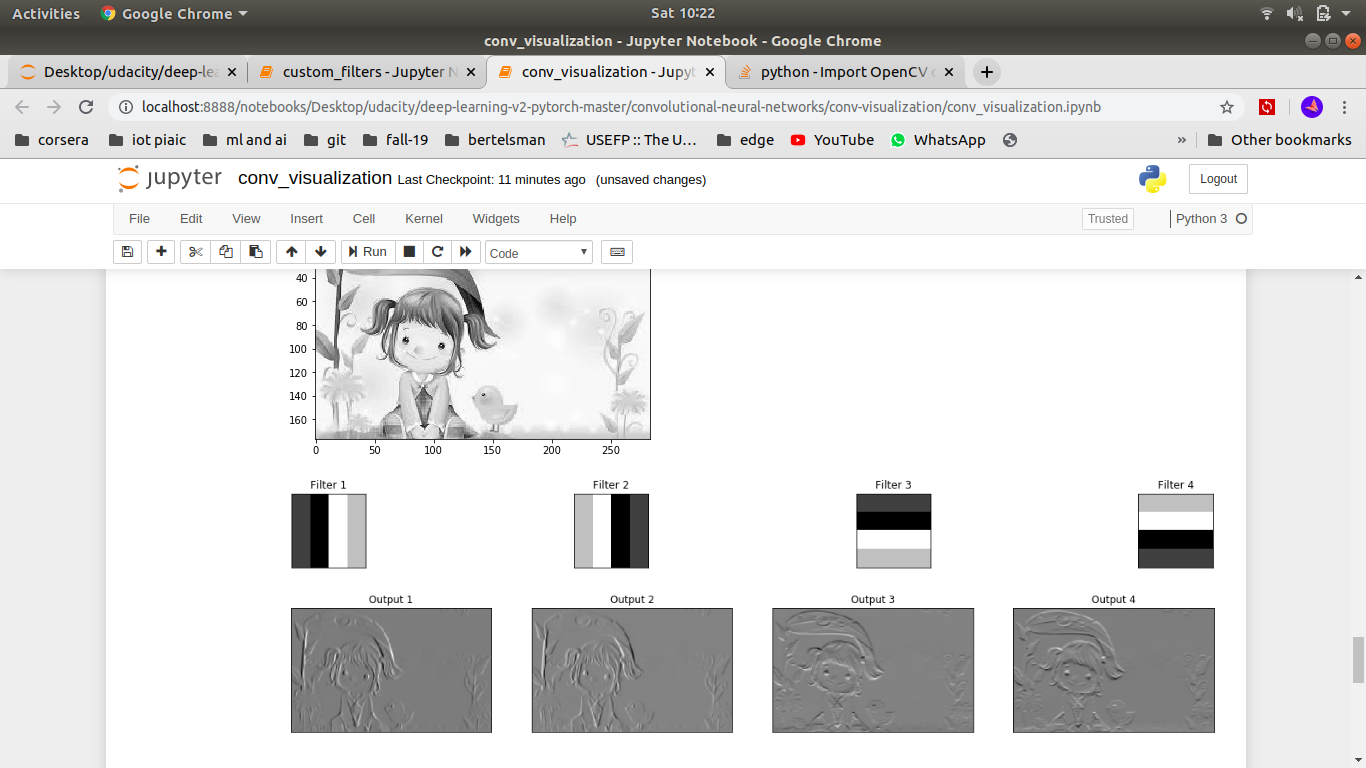 Activities Google Chrome Sat 10:22
conv_visualization - Jupyter Notebook - Google Chrome
Desktop/udacity/deep-lea custom_filters - Jupyter N conv_visualization - Jupyt python - Import OpenCV
localhost:8888/notebooks/Desktop/udacity/deep-learning-v2-pytorch-master/convolutional-neural-networks/conv-visualization/conv_visualization.ipynb
corsera iot piaic ml and ai git fall-19 bertelsman USEFP :: The U... edge YouTube WhatsApp » Other bookmarks
jupyter conv_visualization Last Checkpoint: 11 minutes ago (unsaved changes) Logout
File Edit View Insert Cell Kernel Widgets Help Trusted Python 3
Run Code
40
60
80
100
120
140
160
0 50 100 150 200 250
Filter 1 Filter 2 Filter 3 Filter 4
Output 1 Output 2 Output 3 Output 4